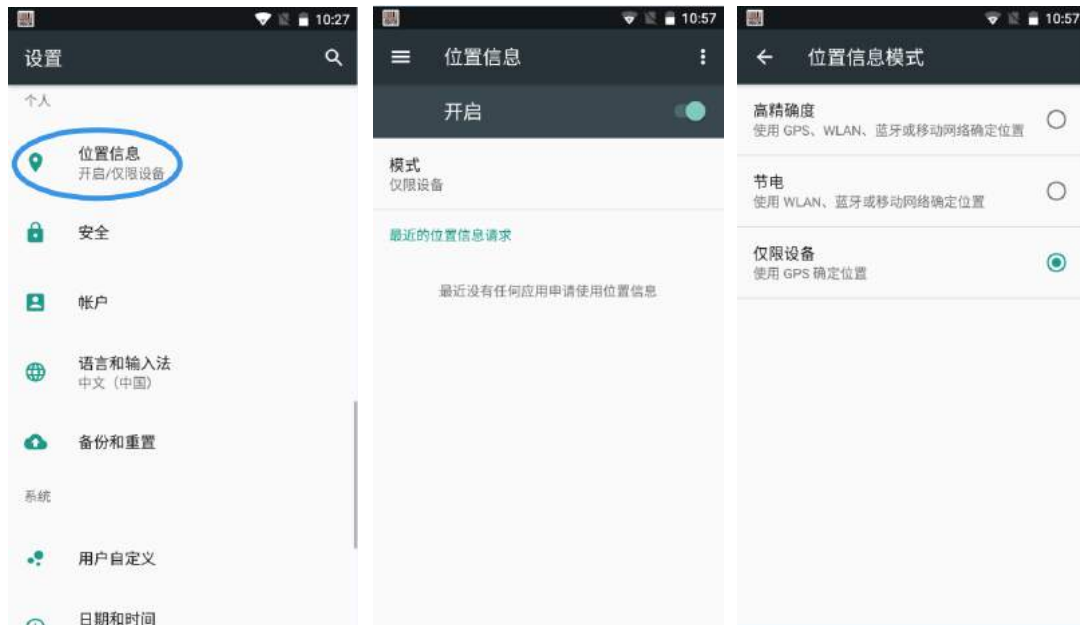 10:27
设置
个人
位置信息
开启/仅限设备
安全
帐户
语言和输入法
中文（中国）
备份和重置
系统
用户自定义
日期和时间
10:57
位置信息
开启
模式
仅限设备
最近的位置信息请求
最近没有任何应用申请使用位置信息
10:57
位置信息模式
高精确度
使用 GPS、WLAN、蓝牙或移动网络确定位置
节电
使用 WLAN、蓝牙或移动网络确定位置
仅限设备
使用 GPS 确定位置